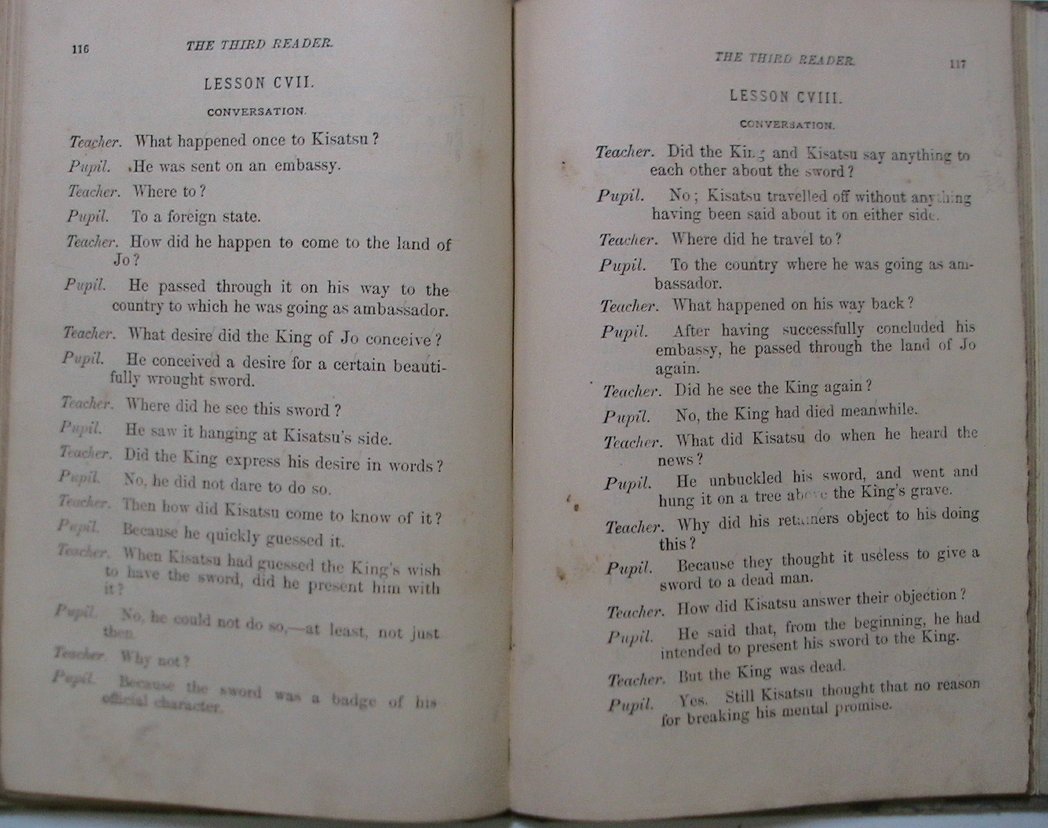 116
THE THIRD READER.
LESSON CVII.
CONVERSATION.
Teacher. What happened once to Kisatsu?
Pupil. He was sent on an embassy.
Teacher. Where to?
Pupil. To a foreign state.
Teacher. How did he happen to come to the land of
Jo?
Pupil. He passed through it on his way to the
country to which he was going as ambassador.
Teacher. What desire did the King of Jo conceive?
Pupil. He conceived a desire for a certain beauti-
fully wrought sword.
Teacher. Where did he see this sword?
Pupil. He saw it hanging at Kisatsu's side.
Teacher. Did the King express his desire in words?
Pupil. No, he did not dare to do so.
Teacher. Then how did Kisatsu come to know of it?
Pupil. Because he quickly guessed it.
Teacher. When Kisatsu had guessed the King's wish
to have the sword, did he present him with
it?
Pupil. No, he could not do so,—at least, not just
then.
Teacher. Why not?
Pupil. Because the sword was a badge of his
official character.
THE THIRD READER.
117
LESSON CVIII.
CONVERSATION.
Teacher. Did the King and Kisatsu say anything to
each other about the sword?
Pupil. No; Kisatsu travelled off without anything
having been said about it on either side.
Teacher. Where did he travel to?
Pupil. To the country where he was going as am-
bassador.
Teacher. What happened on his way back?
Pupil. After having successfully concluded his
embassy, he passed through the land of Jo
again.
Teacher. Did he see the King again?
Pupil. No, the King had died meanwhile.
Teacher. What did Kisatsu do when he heard the
news?
Pupil. He unbuckled his sword, and went and
hung it on a tree above the King's grave.
Teacher. Why did his retainers object to his doing
this?
Pupil. Because they thought it useless to give a
sword to a dead man.
Teacher. How did Kisatsu answer their objection?
Pupil. He said that, from the beginning, he had
intended to present his sword to the King.
Teacher. But the King was dead.
Pupil. Yes. Still Kisatsu thought that no reason
for breaking his mental promise.